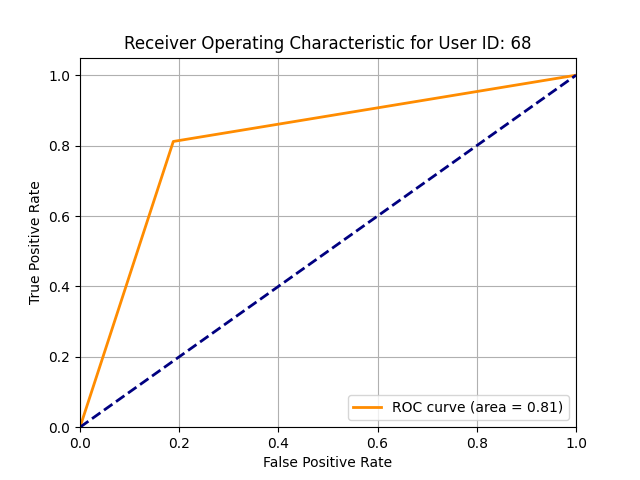 Receiver Operating Characteristic for User ID: 68
True Positive Rate
1.0
0.8
0.6
0.4
0.2
0.0
0.0 0.2 0.4 0.6 0.8 1.0
False Positive Rate
ROC curve (area = 0.81)